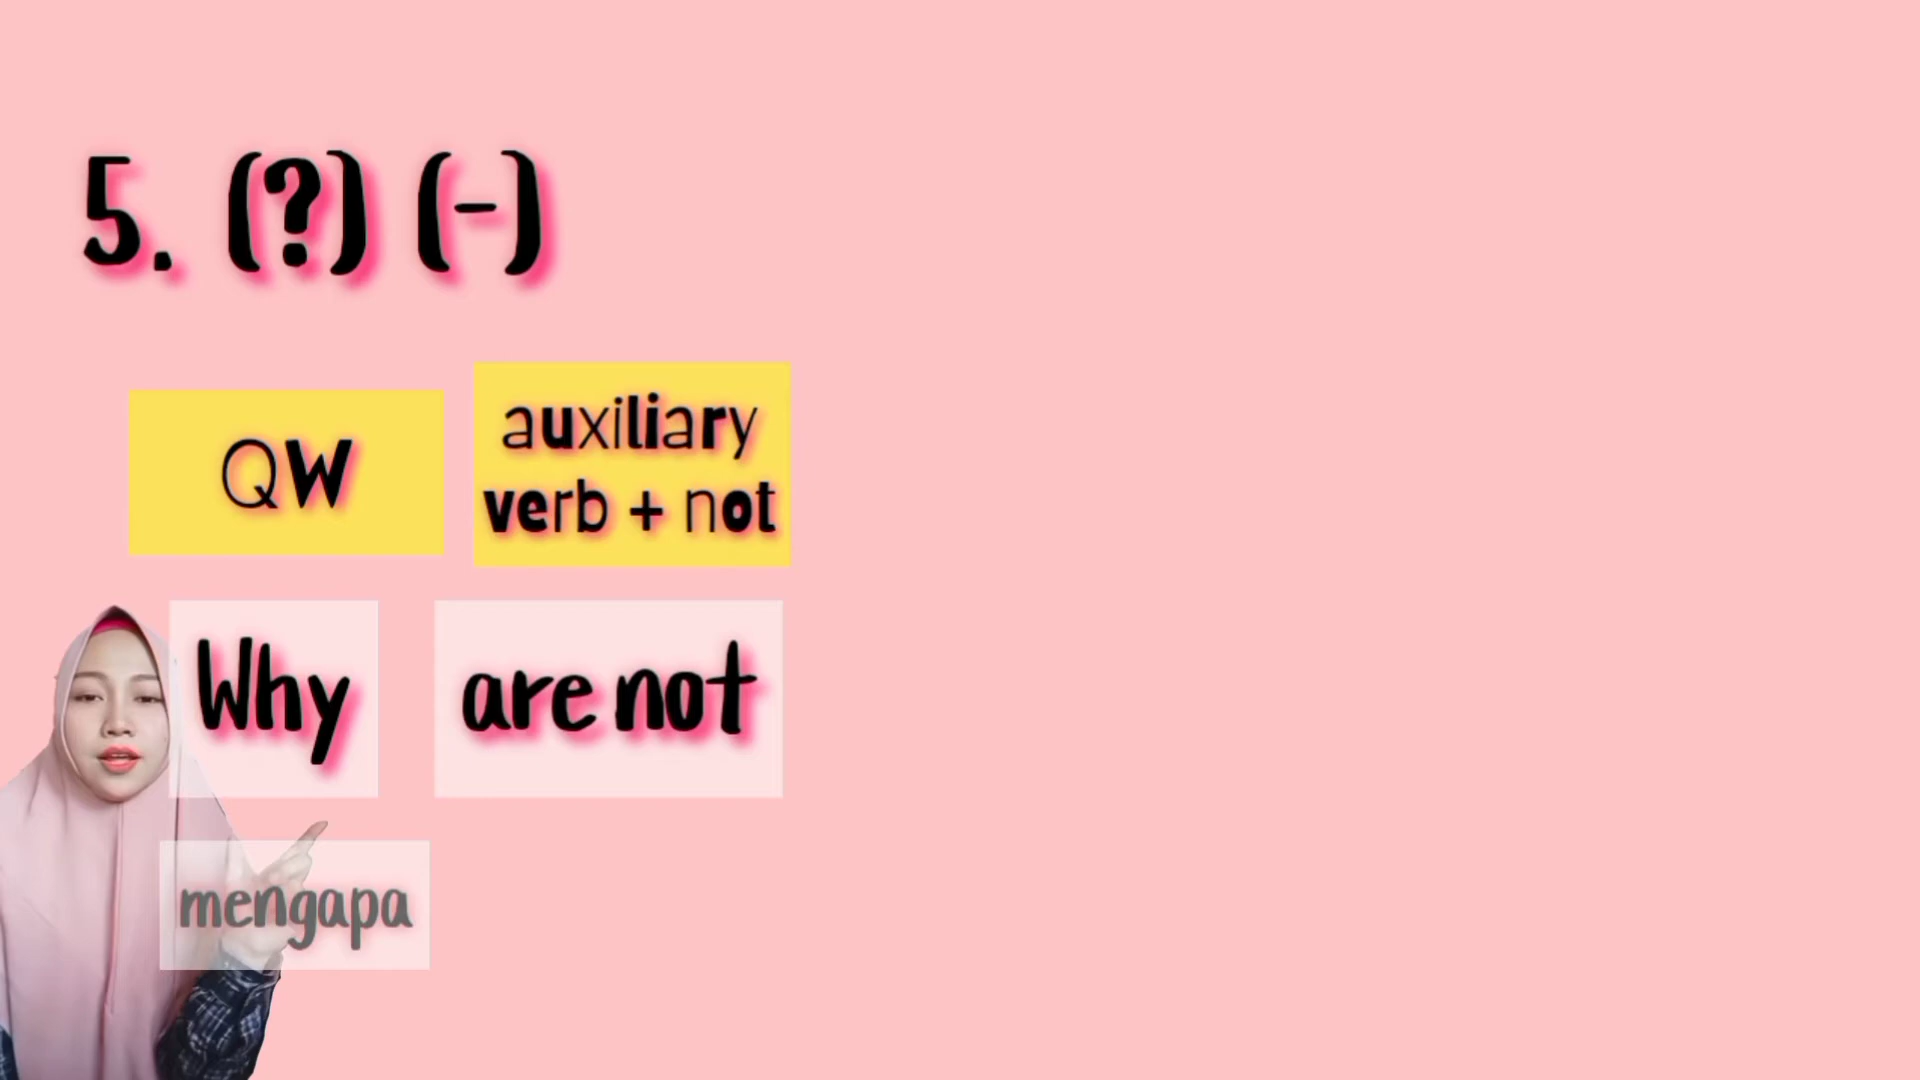 5. (?) (-)
QW
auxiliary
verb + not
Why
are not
mengapa